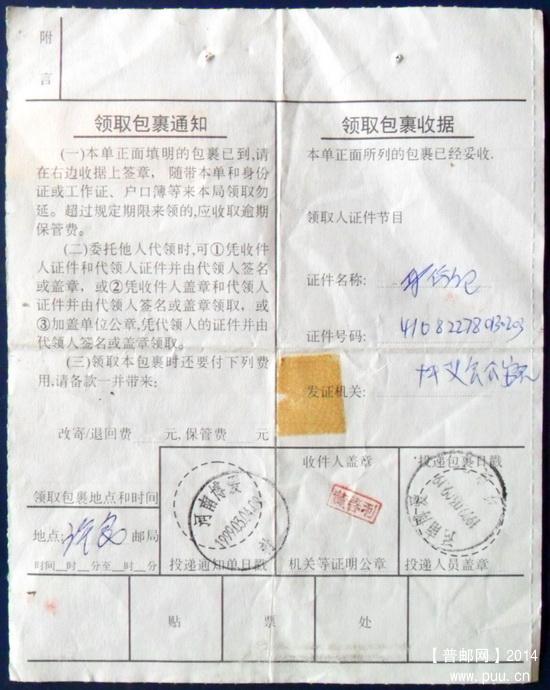 附
言
领取包裹通知
(一)本单正面填明的包裹已到,请
在右边收据上签章, 随带本单和身份
证或工作证、户口簿等来本局领取勿
延。超过规定期限来领的,应收取逾期
保管费。
(二)委托他人代领时,可①凭收件
人证件和代领人证件并由代领人签名
或盖章,或②凭收件人盖章和代领人
证件并由代领人签名或盖章领取, 或
③加盖单位公章,凭代领人的证件并由
代领人签名或盖章领取。
(三)领取本包裹时还要付下列费
用,请备款一并带来:
改寄/退回费 元, 保管费 元
领取包裹收据
本单正面所列的包裹已经妥收.
领取人证件节目
证件名称:
证件号码:
发证机关:
领取包裹地点和时间
地点: 邮局
时间 时 分至 时 分
河南博爱
投递通知单日戳
收件人盖章
机关等证明公章
投递包裹日戳
投递人员盖章
贴 票 处
【普邮网】2014
www.puu.cn